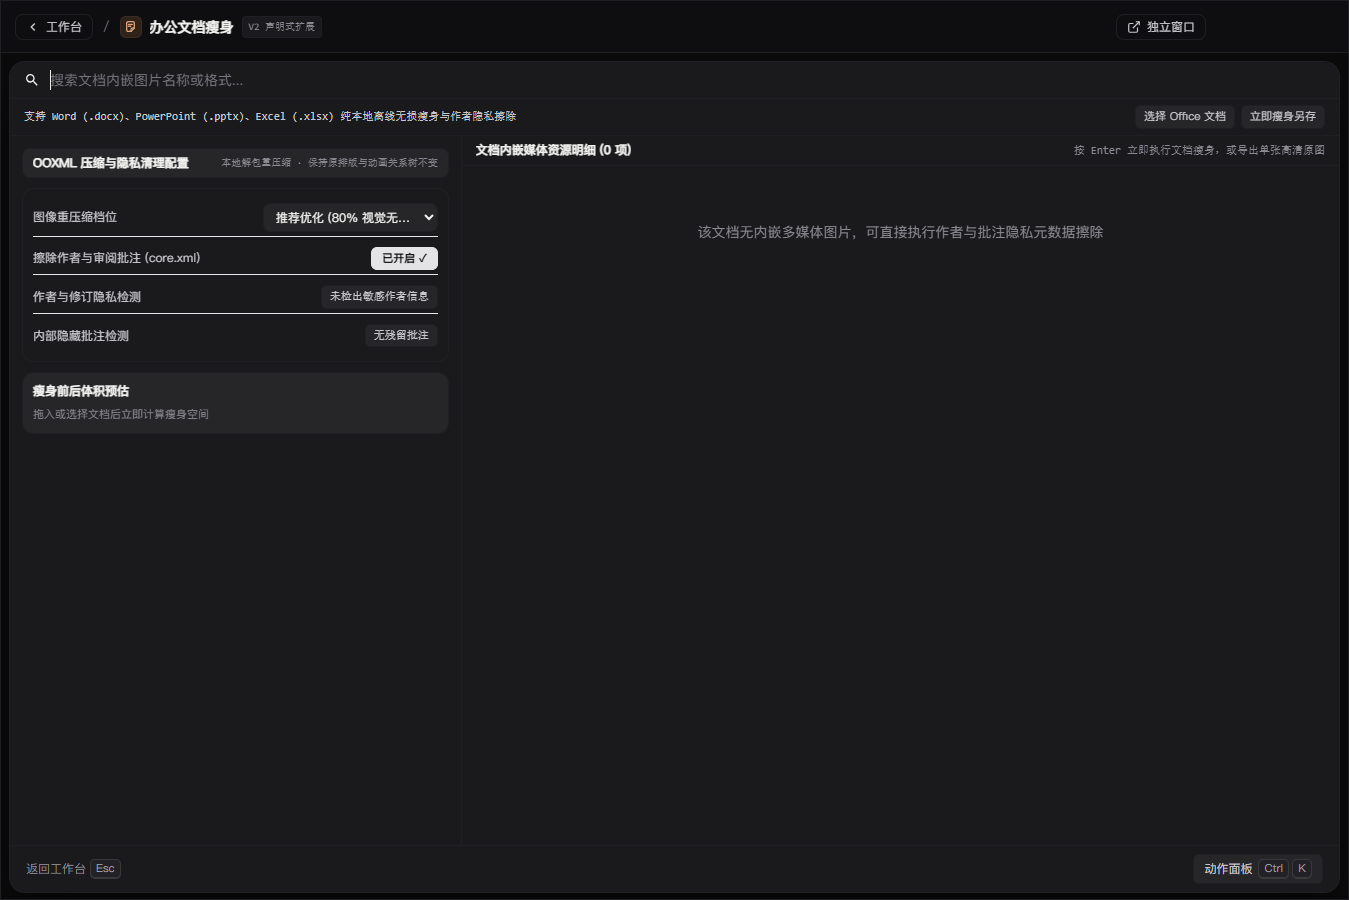 工作台 / 办公文档瘦身 V2 声明式扩展 独立窗口
搜索文档内嵌图片名称或格式...
支持 Word (.docx)、PowerPoint (.pptx)、Excel (.xlsx) 纯本地离线无损瘦身与作者隐私擦除 选择 Office 文档 立即瘦身另存
OOXML 压缩与隐私清理配置 本地解包重压缩 · 保持原排版与动画关系树不变
图像重压缩档位 推荐优化 (80% 视觉无...
擦除作者与审阅批注 (core.xml) 已开启 ✓
作者与修订隐私检测 未检出敏感作者信息
内部隐藏批注检测 无残留批注
瘦身前后体积预估
拖入或选择文档后立即计算瘦身空间
文档内嵌媒体资源明细 (0 项) 按 Enter 立即执行文档瘦身，或导出单张高清原图
该文档无内嵌多媒体图片，可直接执行作者与批注隐私元数据擦除
返回工作台 Esc 动作面板 Ctrl K